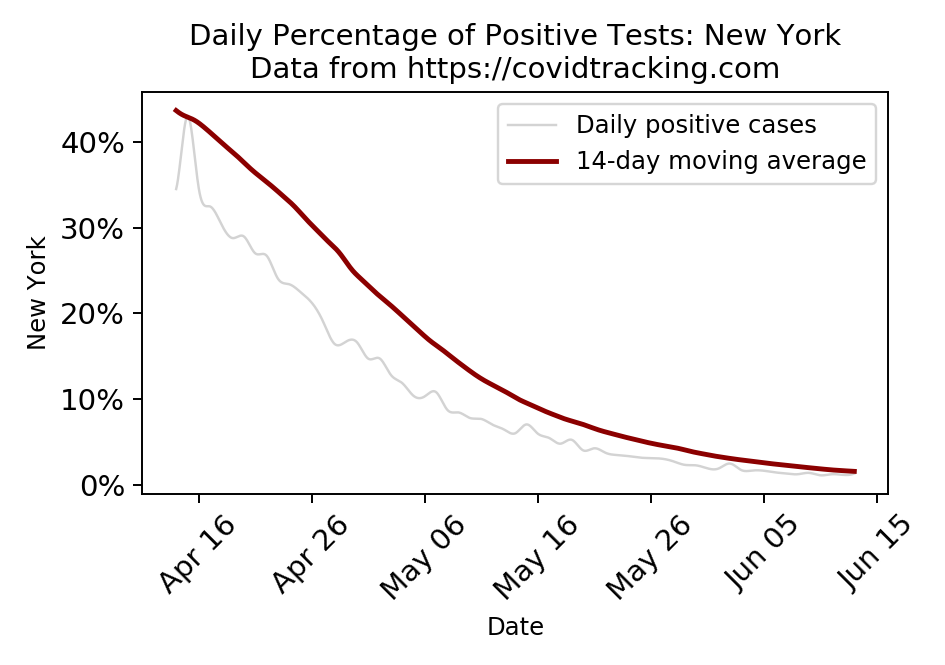 Daily Percentage of Positive Tests: New York
Data from https://covidtracking.com
Daily positive cases
14-day moving average
New York
40%
30%
20%
10%
0%
Apr 16
Apr 26
May 06
May 16
May 26
Jun 05
Jun 15
Date